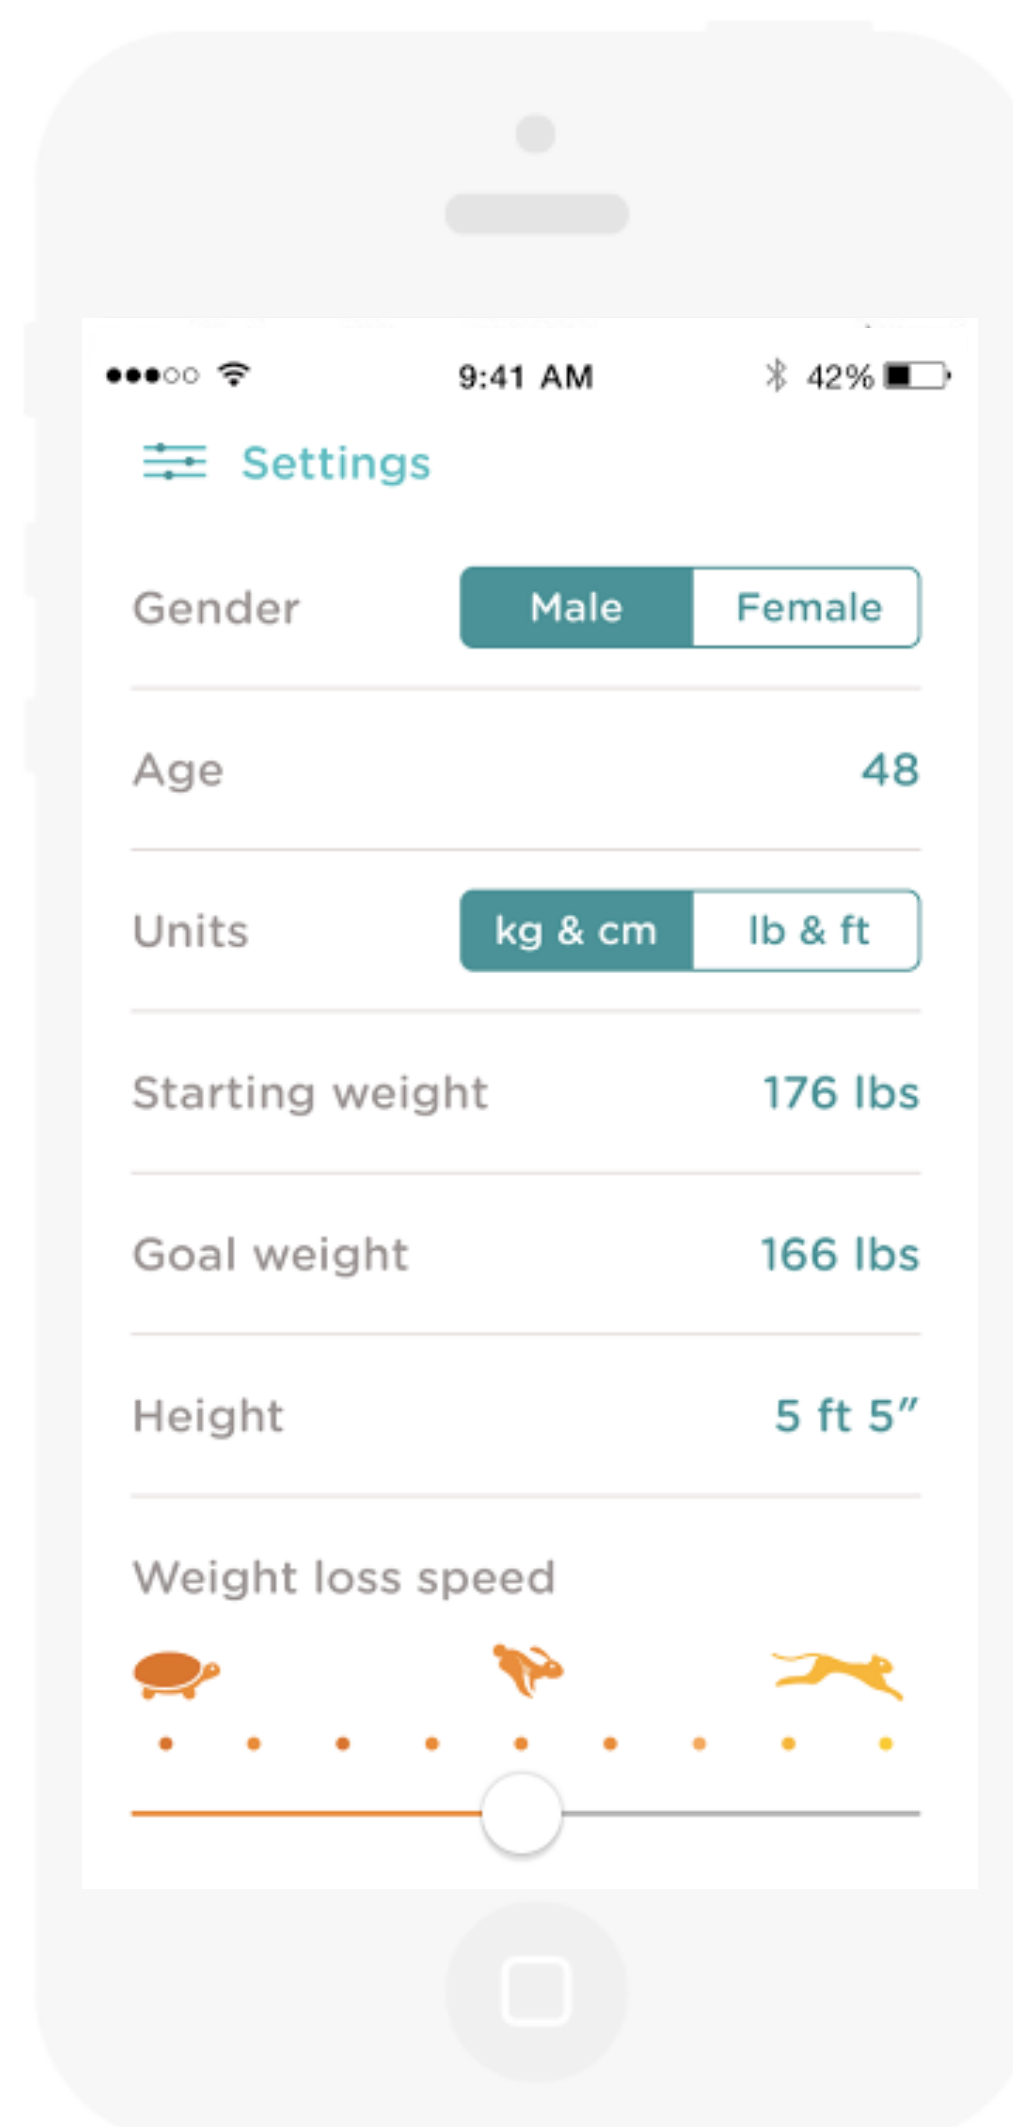 9:41 AM 42%
Settings
Gender Male Female
Age 48
Units kg & cm lb & ft
Starting weight 176 lbs
Goal weight 166 lbs
Height 5 ft 5″
Weight loss speed